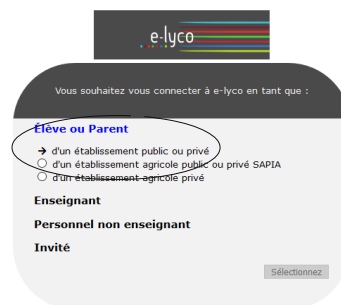 e-lyco
Vous souhaitez vous connecter à e-lyco en tant que :
Élève ou Parent
→ d'un établissement public ou privé
d'un établissement agricole public ou privé SAPIA
d'un établissement agricole privé
Enseignant
Personnel non enseignant
Invité
Sélectionnez